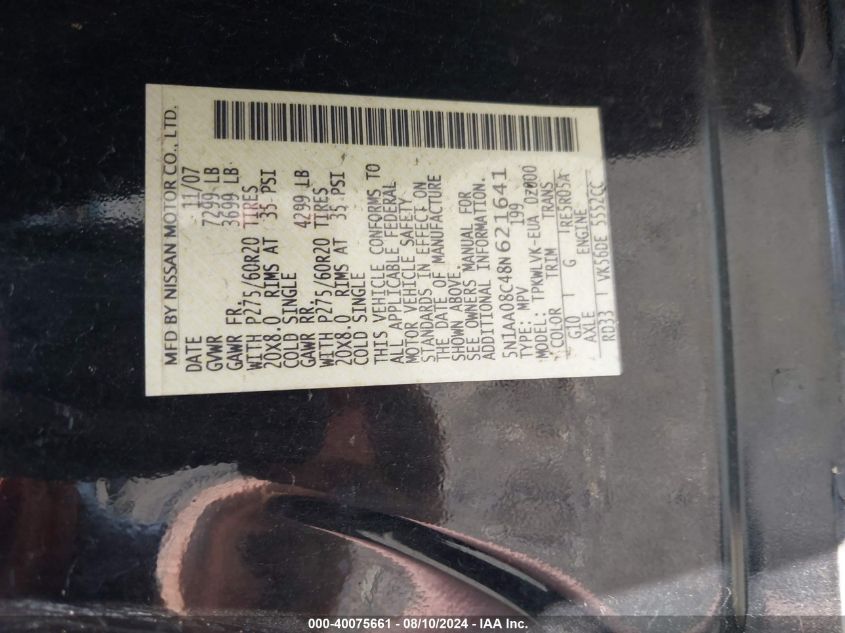 MFD BY NISSAN MOTOR CO., LTD.
DATE 11/07
GVWR 7299 LB
GAWR FR. 3699 LB
WITH P275/60R20 TIRES
20X8.0 RIMS AT 35 PSI
COLD SINGLE
GAWR RR. 4299 LB
WITH P275/60R20 TIRES
20X8.0 RIMS AT 35 PSI
COLD SINGLE
THIS VEHICLE CONFORMS TO
ALL APPLICABLE FEDERAL
MOTOR VEHICLE SAFETY
STANDARDS IN EFFECT ON
THE DATE OF MANUFACTURE
SHOWN ABOVE.
SEE OWNERS MANUAL FOR
ADDITIONAL INFORMATION.
5N1AA08C48N621641
TYPE: MPV 199
MODEL: TPKWLVK-EUA
COLOR TRIM TRANS
G10 G RE5R05A
AXLE ENGINE
RD33 VK56DE 5552CC
000-40075661 - 08/10/2024 - IAA Inc.